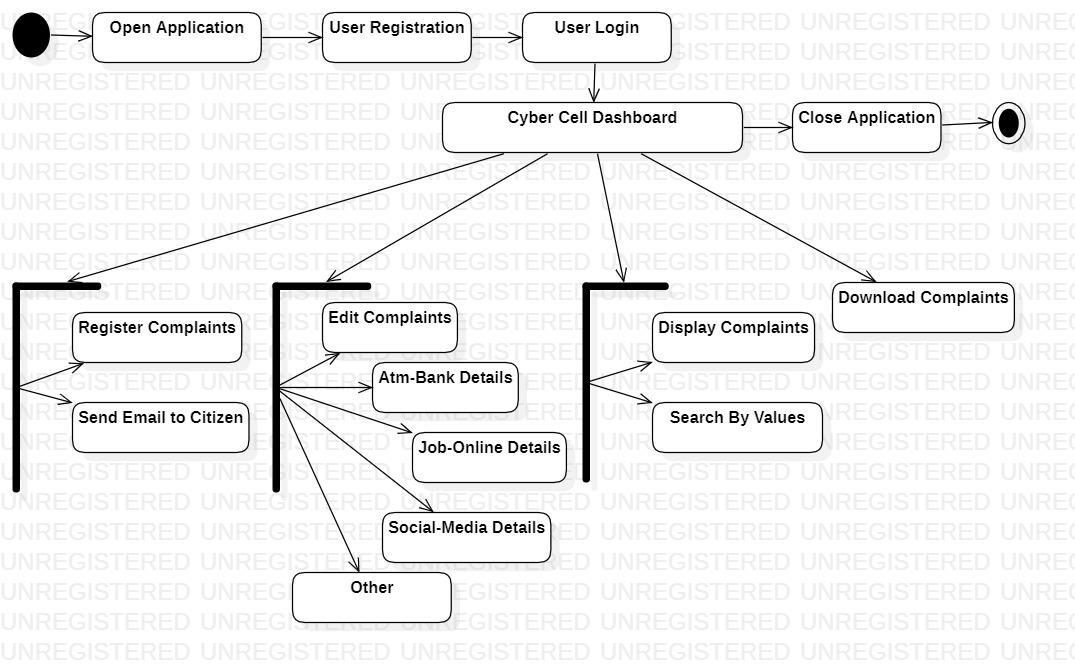 Open Application
User Registration
User Login
Cyber Cell Dashboard
Close Application
Register Complaints
Send Email to Citizen
Edit Complaints
Atm-Bank Details
Job-Online Details
Social-Media Details
Other
Display Complaints
Search By Values
Download Complaints
UNREGISTERED